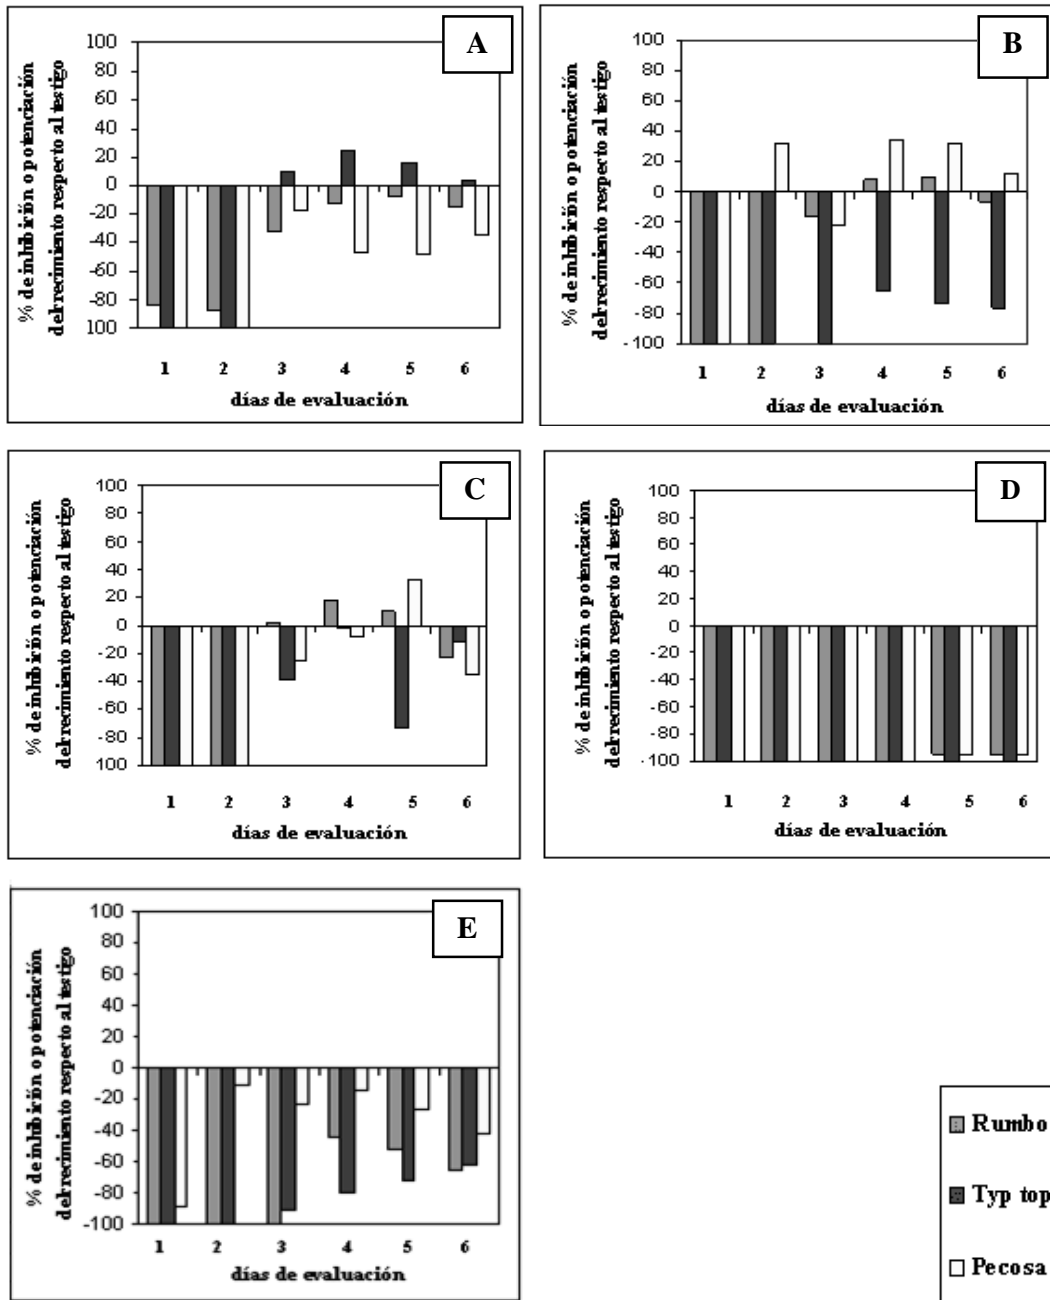 A
100
80
60
40
20
0
-20
-40
-60
-80
100
% de inhibición o potenciación
del crecimiento respecto al testigo
1 2 3 4 5 6
días de evaluación
B
100
80
60
40
20
0
-20
-40
-60
-80
-100
% de inhibición o potenciación
del crecimiento respecto al testigo
1 2 3 4 5 6
días de evaluación
C
100
80
60
40
20
0
-20
-40
-60
-80
100
% de inhibición o potenciación
del crecimiento respecto al testigo
1 2 3 4 5 6
días de evaluación
D
100
80
60
40
20
0
-20
-40
-60
-80
-100
% de inhibición o potenciación
del crecimiento respecto al testigo
1 2 3 4 5 6
días de evaluación
E
100
80
60
40
20
0
-20
-40
-60
-80
-100
% de inhibición o potenciación
del crecimiento respecto al testigo
1 2 3 4 5 6
días de evaluación
Rumbo
Typ top
Pecosa